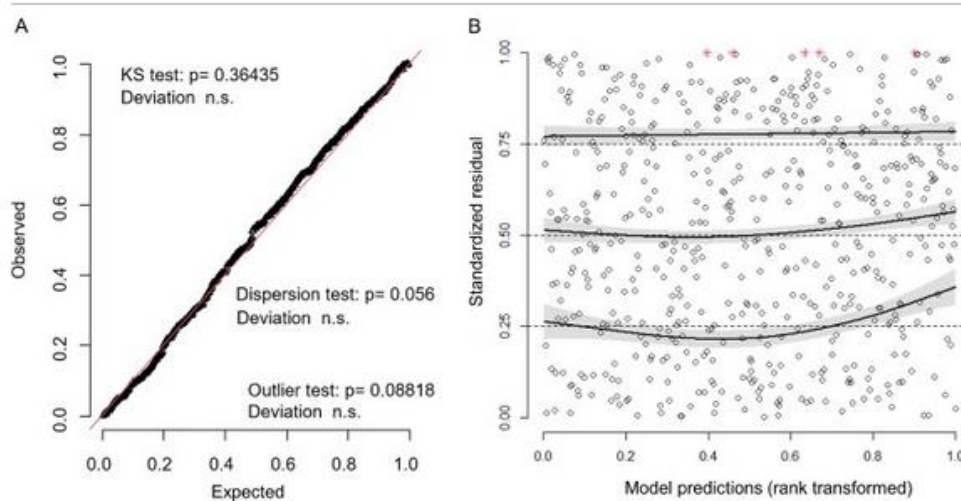 A
KS test: p= 0.36435
Deviation n.s.
Dispersion test: p= 0.056
Deviation n.s.
Outlier test: p= 0.08818
Deviation n.s.
Observed
0.0
0.2
0.4
0.6
0.8
1.0
0.0 0.2 0.4 0.6 0.8 1.0
Expected
B
Standardized residual
1.00
0.75
0.50
0.25
0.00
0.0 0.2 0.4 0.6 0.8 1.0
Model predictions (rank transformed)